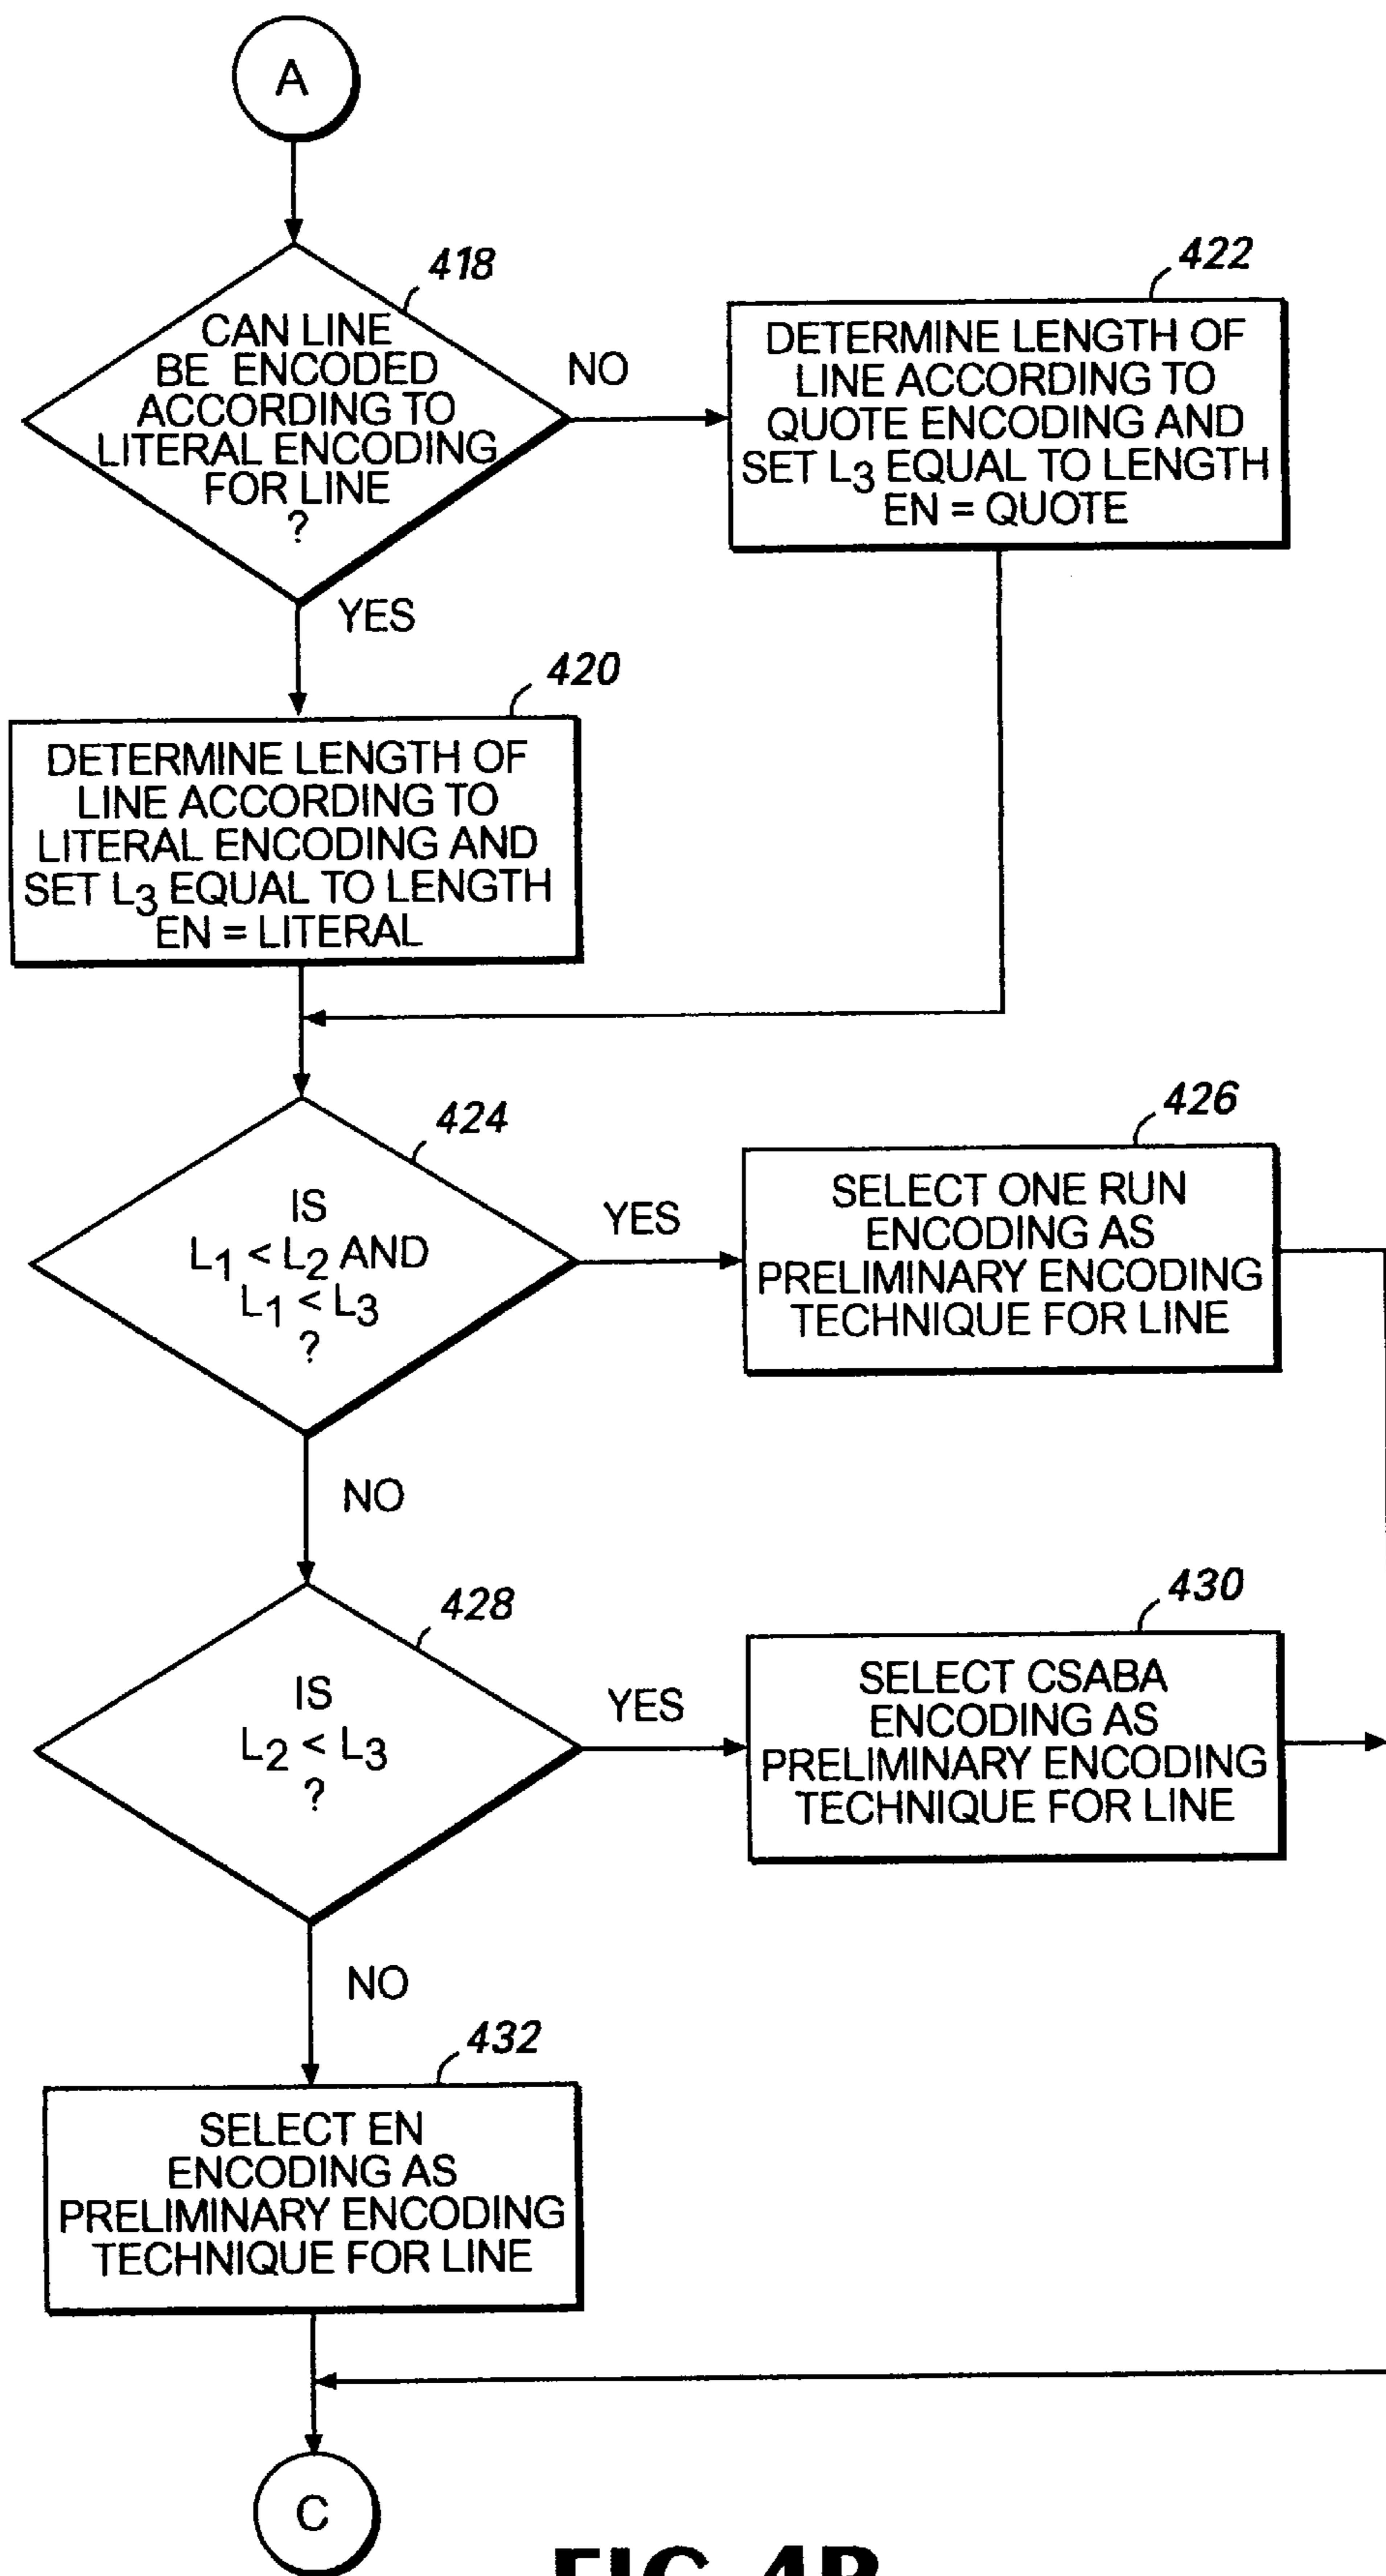 A
418
CAN LINE
BE ENCODED
ACCORDING TO
LITERAL ENCODING
FOR LINE
?
NO
422
DETERMINE LENGTH OF
LINE ACCORDING TO
QUOTE ENCODING AND
SET L3 EQUAL TO LENGTH
EN = QUOTE
YES
420
DETERMINE LENGTH OF
LINE ACCORDING TO
LITERAL ENCODING AND
SET L3 EQUAL TO LENGTH
EN = LITERAL
424
IS
L1 < L2 AND
L1 < L3
?
YES
426
SELECT ONE RUN
ENCODING AS
PRELIMINARY ENCODING
TECHNIQUE FOR LINE
NO
428
IS
L2 < L3
?
YES
430
SELECT CSABA
ENCODING AS
PRELIMINARY ENCODING
TECHNIQUE FOR LINE
NO
432
SELECT EN
ENCODING AS
PRELIMINARY ENCODING
TECHNIQUE FOR LINE
C
FIG. 4B